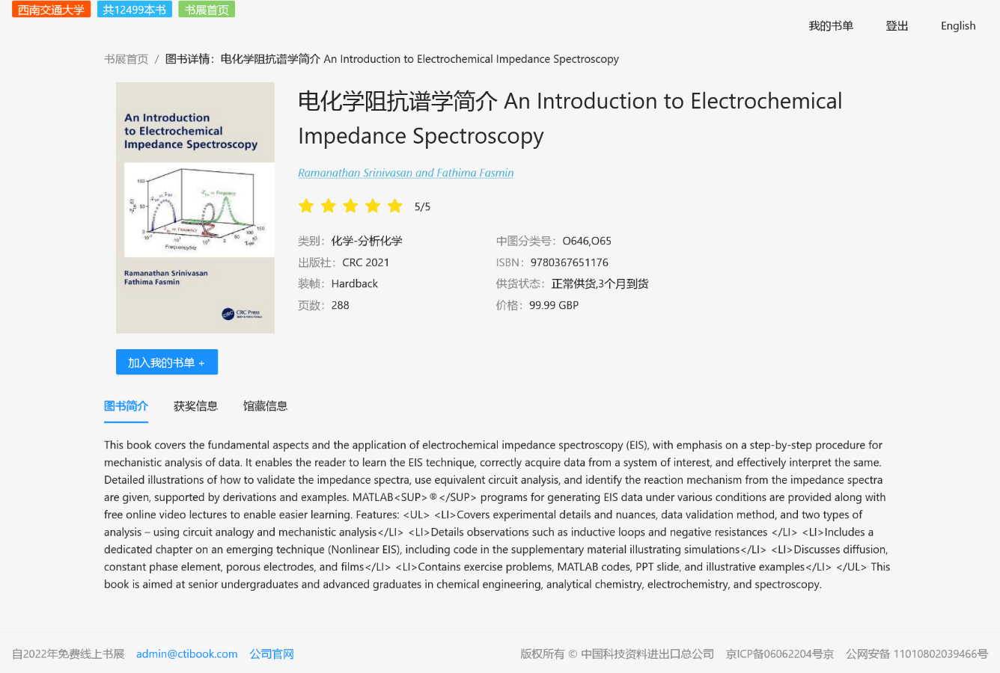 西南交通大学 共12499本书 书展首页
我的书单 登出 English
书展首页 / 图书详情：电化学阻抗谱学简介 An Introduction to Electrochemical Impedance Spectroscopy
An Introduction
to Electrochemical
Impedance Spectroscopy
Ramanathan Srinivasan
Fathima Fasmin
CRC Press
电化学阻抗谱学简介 An Introduction to Electrochemical
Impedance Spectroscopy
Ramanathan Srinivasan and Fathima Fasmin
5/5
类别：化学-分析化学 中图分类号：O646,O65
出版社：CRC 2021 ISBN：9780367651176
装帧：Hardback 供货状态：正常供货,3个月到货
页数：288 价格：99.99 GBP
加入我的书单 +
图书简介 获奖信息 馆藏信息
This book covers the fundamental aspects and the application of electrochemical impedance spectroscopy (EIS), with emphasis on a step-by-step procedure for
mechanistic analysis of data. It enables the reader to learn the EIS technique, correctly acquire data from a system of interest, and effectively interpret the same.
Detailed illustrations of how to validate the impedance spectra, use equivalent circuit analysis, and identify the reaction mechanism from the impedance spectra
are given, supported by derivations and examples. MATLAB<SUP>®</SUP> programs for generating EIS data under various conditions are provided along with
free online video lectures to enable easier learning. Features: <UL> <LI>Covers experimental details and nuances, data validation method, and two types of
analysis – using circuit analogy and mechanistic analysis</LI> <LI>Details observations such as inductive loops and negative resistances </LI> <LI>Includes a
dedicated chapter on an emerging technique (Nonlinear EIS), including code in the supplementary material illustrating simulations</LI> <LI>Discusses diffusion,
constant phase element, porous electrodes, and films</LI> <LI>Contains exercise problems, MATLAB codes, PPT slide, and illustrative examples</LI> </UL> This
book is aimed at senior undergraduates and advanced graduates in chemical engineering, analytical chemistry, electrochemistry, and spectroscopy.
自2022年免费线上书展 admin@ctibook.com 公司官网 版权所有 © 中国科技资料进出口总公司 京ICP备06062204号京 公网安备 11010802039466号